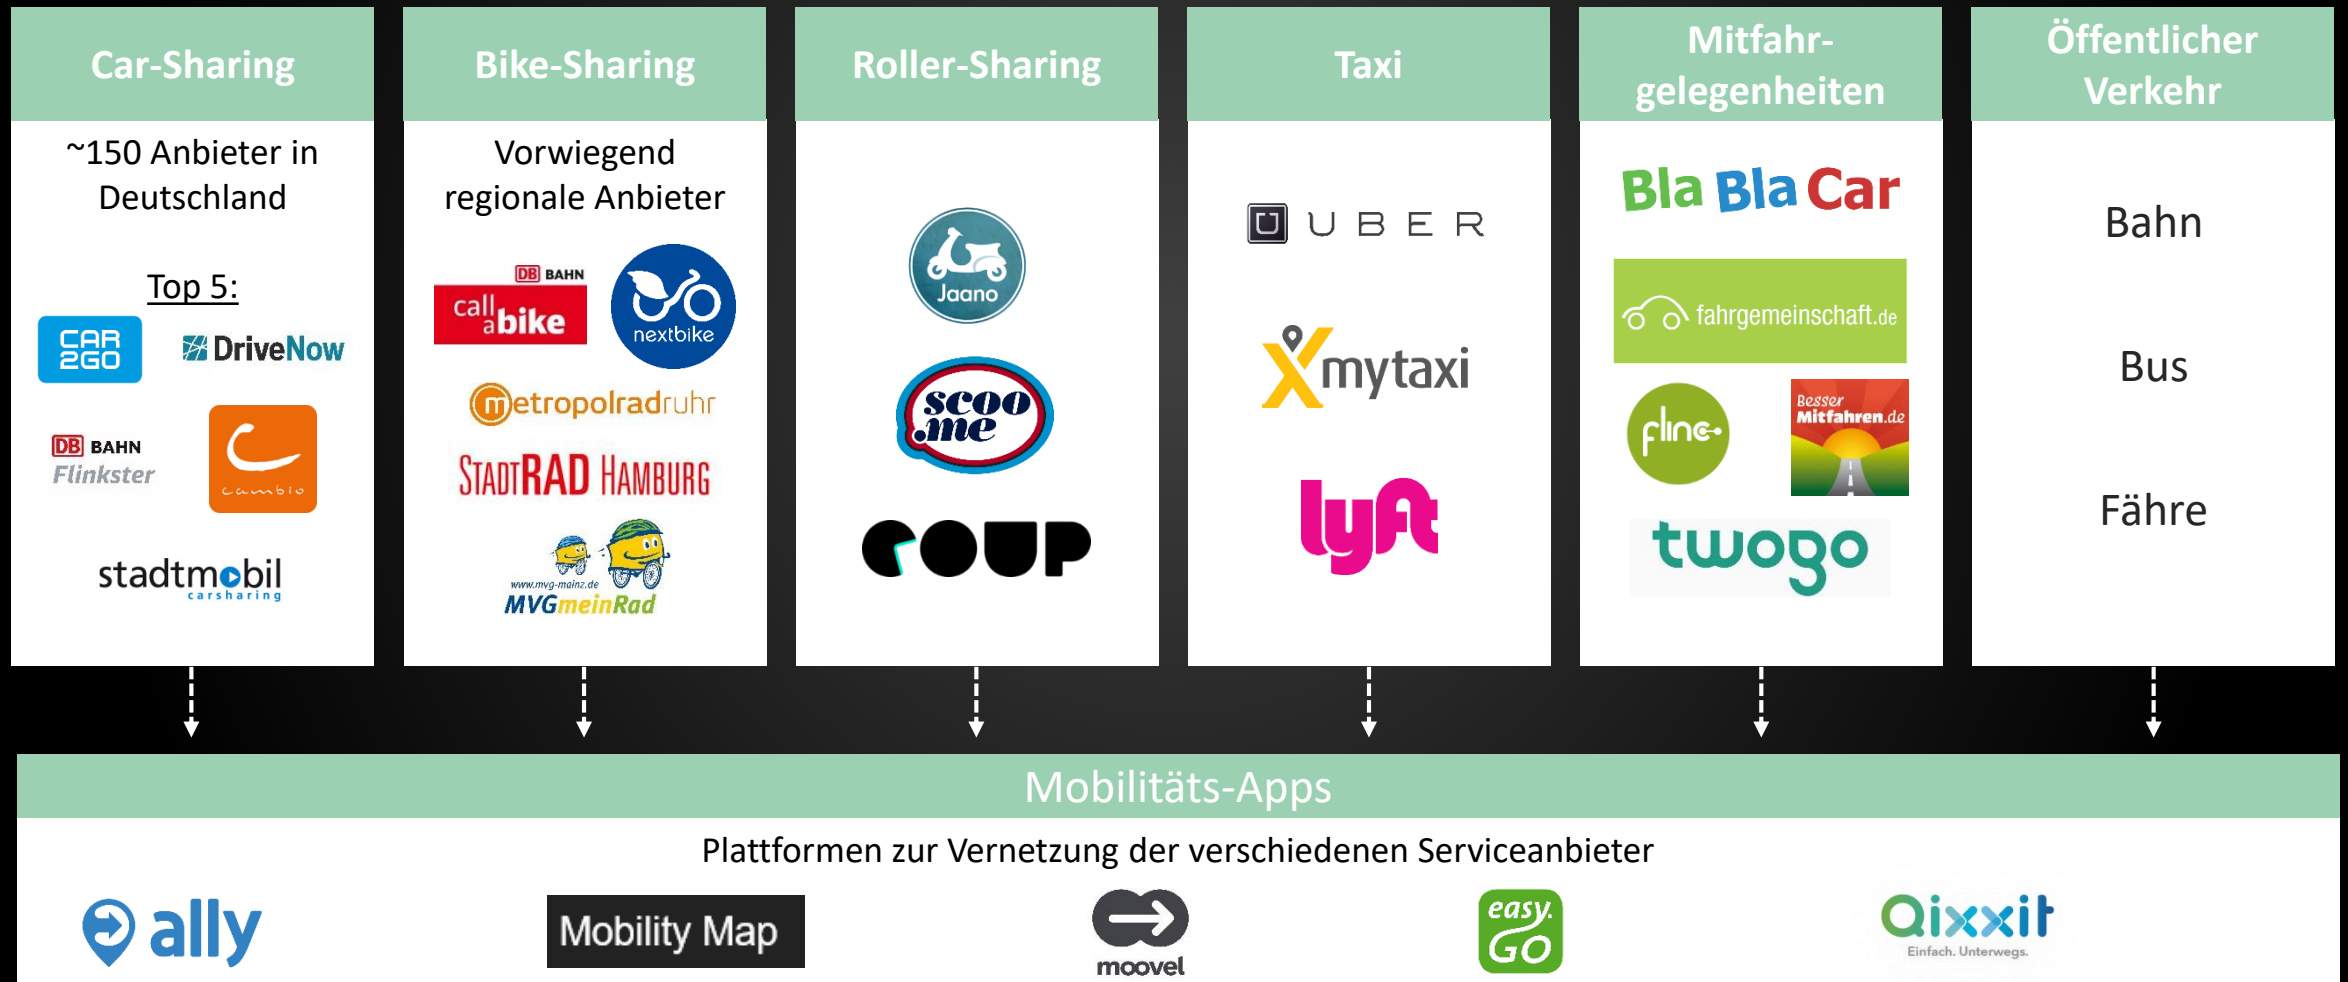 Car-Sharing
~150 Anbieter in
Deutschland
Top 5:
CAR
2GO
DriveNow
DB BAHN
Flinkster
cambio
stadtmobil
carsharing
Bike-Sharing
Vorwiegend
regionale Anbieter
DB BAHN
call
a bike
nextbike
metropolradruhr
STADTRAD HAMBURG
www.mvg-mainz.de
MVGmeinRad
Roller-Sharing
Jaano
scoo
.me
COUP
Taxi
U UBER
mytaxi
lyft
Mitfahr-
gelegenheiten
Bla Bla Car
fahrgemeinschaft.de
flinc
Besser
Mitfahren.de
twogo
Öffentlicher
Verkehr
Bahn
Bus
Fähre
Mobilitäts-Apps
Plattformen zur Vernetzung der verschiedenen Serviceanbieter
ally
Mobility Map
moovel
easy.
GO
Qixxit
Einfach. Unterwegs.